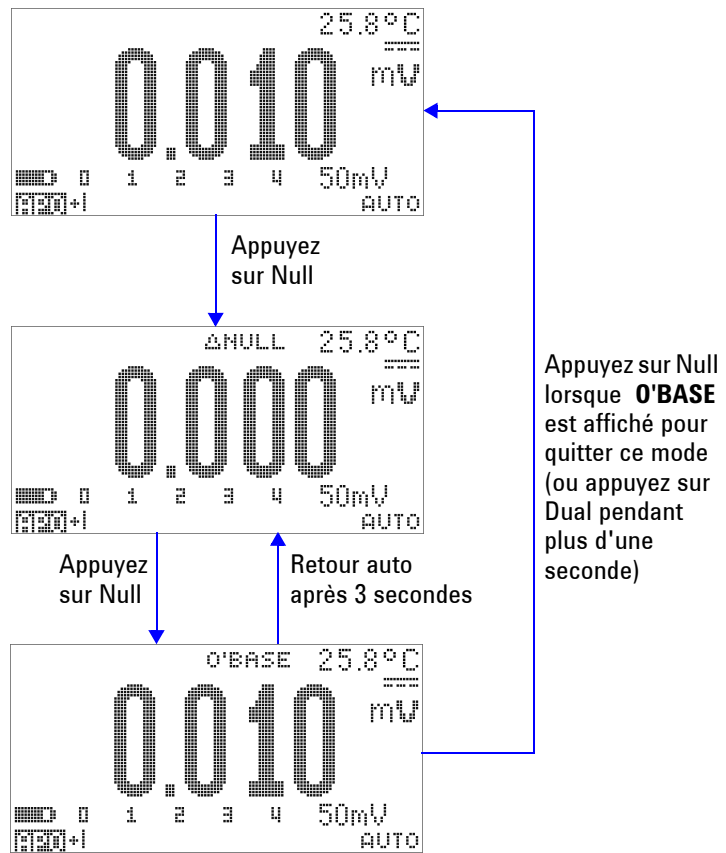 25.8°C
0.010 mV
0 1 2 3 4 50mV
AUTO
Appuyez
sur Null
ΔNULL 25.8°C
0.000 mV
0 1 2 3 4 50mV
AUTO
Appuyez
sur Null
Retour auto
après 3 secondes
Appuyez sur Null
lorsque O'BASE
est affiché pour
quitter ce mode
(ou appuyez sur
Dual pendant
plus d'une
seconde)
O'BASE 25.8°C
0.010 mV
0 1 2 3 4 50mV
AUTO